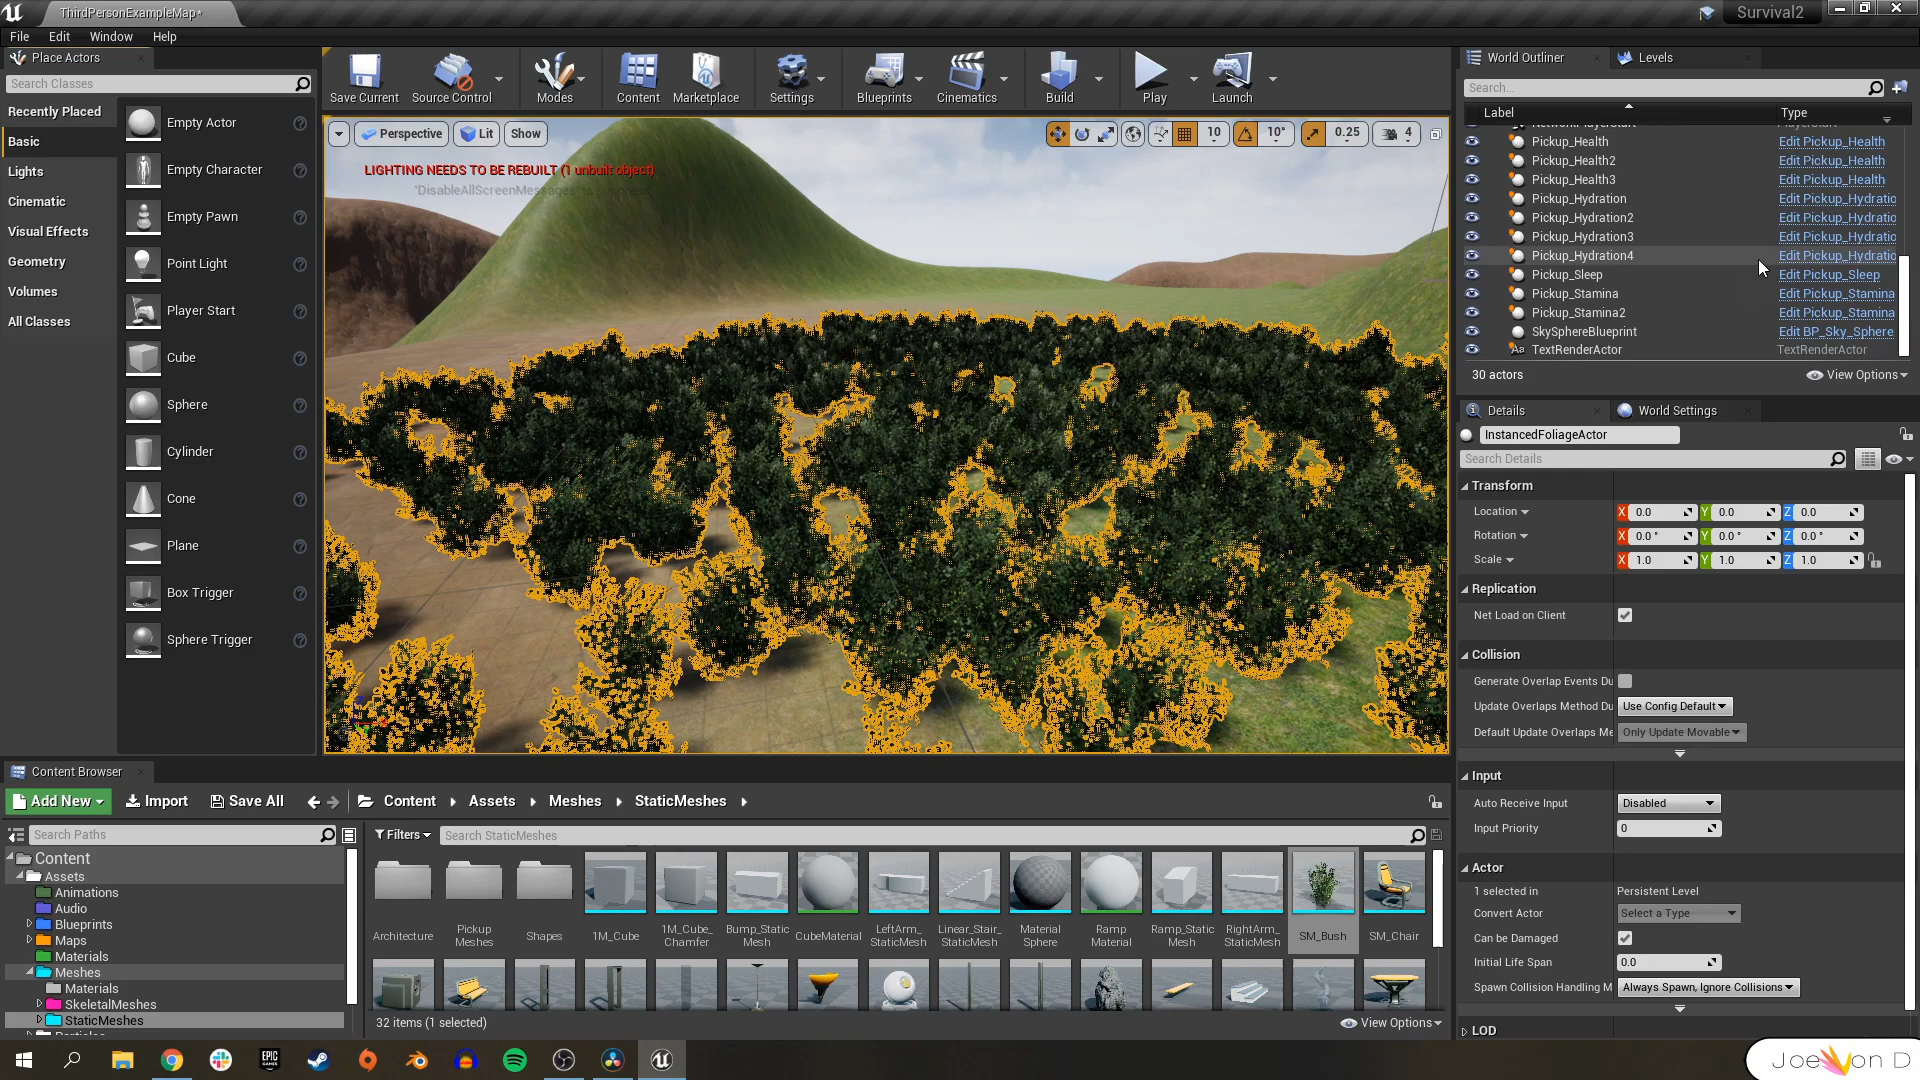 ThirdPersonExampleMap*
Survival2
File Edit Window Help
Place Actors
Search Classes
Recently Placed
Basic
Lights
Cinematic
Visual Effects
Geometry
Volumes
All Classes
Empty Actor
Empty Character
Empty Pawn
Point Light
Player Start
Cube
Sphere
Cylinder
Cone
Plane
Box Trigger
Sphere Trigger
Save Current
Source Control
Modes
Content
Marketplace
Settings
Blueprints
Cinematics
Build
Play
Launch
Perspective
Lit
Show
10
10°
0.25
4
LIGHTING NEEDS TO BE REBUILT (1 unbuilt object)
'DisableAllScreenMessages' to suppress
World Outliner
Levels
Search...
Label Type
NetworkPlayerStart PlayerStart
Pickup_Health Edit Pickup_Health
Pickup_Health2 Edit Pickup_Health
Pickup_Health3 Edit Pickup_Health
Pickup_Hydration Edit Pickup_Hydratio
Pickup_Hydration2 Edit Pickup_Hydratio
Pickup_Hydration3 Edit Pickup_Hydratio
Pickup_Hydration4 Edit Pickup_Hydratio
Pickup_Sleep Edit Pickup_Sleep
Pickup_Stamina Edit Pickup_Stamina
Pickup_Stamina2 Edit Pickup_Stamina
SkySphereBlueprint Edit BP_Sky_Sphere
TextRenderActor TextRenderActor
30 actors
View Options
Details
World Settings
InstancedFoliageActor
Search Details
Transform
Location X 0.0 Y 0.0 Z 0.0
Rotation X 0.0 ° Y 0.0 ° Z 0.0 °
Scale X 1.0 Y 1.0 Z 1.0
Replication
Net Load on Client
Collision
Generate Overlap Events Du
Update Overlaps Method Du Use Config Default
Default Update Overlaps Me Only Update Movable
Input
Auto Receive Input Disabled
Input Priority 0
Actor
1 selected in Persistent Level
Convert Actor Select a Type
Can be Damaged
Initial Life Span 0.0
Spawn Collision Handling M Always Spawn, Ignore Collisions
LOD
Content Browser
Add New
Import
Save All
Content
Assets
Meshes
StaticMeshes
Search Paths
Content
Assets
Animations
Audio
Blueprints
Maps
Materials
Meshes
Materials
SkeletalMeshes
StaticMeshes
Particles
Filters
Search StaticMeshes
Architecture
Pickup
Meshes
Shapes
1M_Cube
1M_Cube_
Chamfer
Bump_Static
Mesh
CubeMaterial
LeftArm_
StaticMesh
Linear_Stair_
StaticMesh
Material
Sphere
Ramp
Material
Ramp_Static
Mesh
RightArm_
StaticMesh
SM_Bush
SM_Chair
32 items (1 selected)
View Options
EPIC
GAMES
Joe Von D